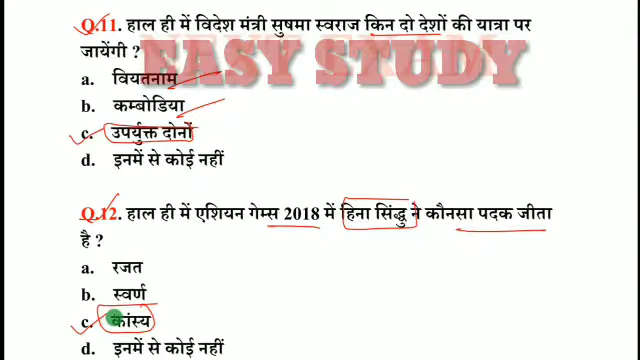 Q.11. हाल ही में विदेश मंत्री सुषमा स्वराज किन दो देशों की यात्रा पर
जायेंगी ?
EASY STUDY
a. वियतनाम
b. कम्बोडिया
c. उपर्युक्त दोनों
d. इनमें से कोई नहीं
Q.12. हाल ही में एशियन गेम्स 2018 में हिना सिंद्धु ने कौनसा पदक जीता
है ?
a. रजत
b. स्वर्ण
c. कांस्य
d. इनमें से कोई नहीं